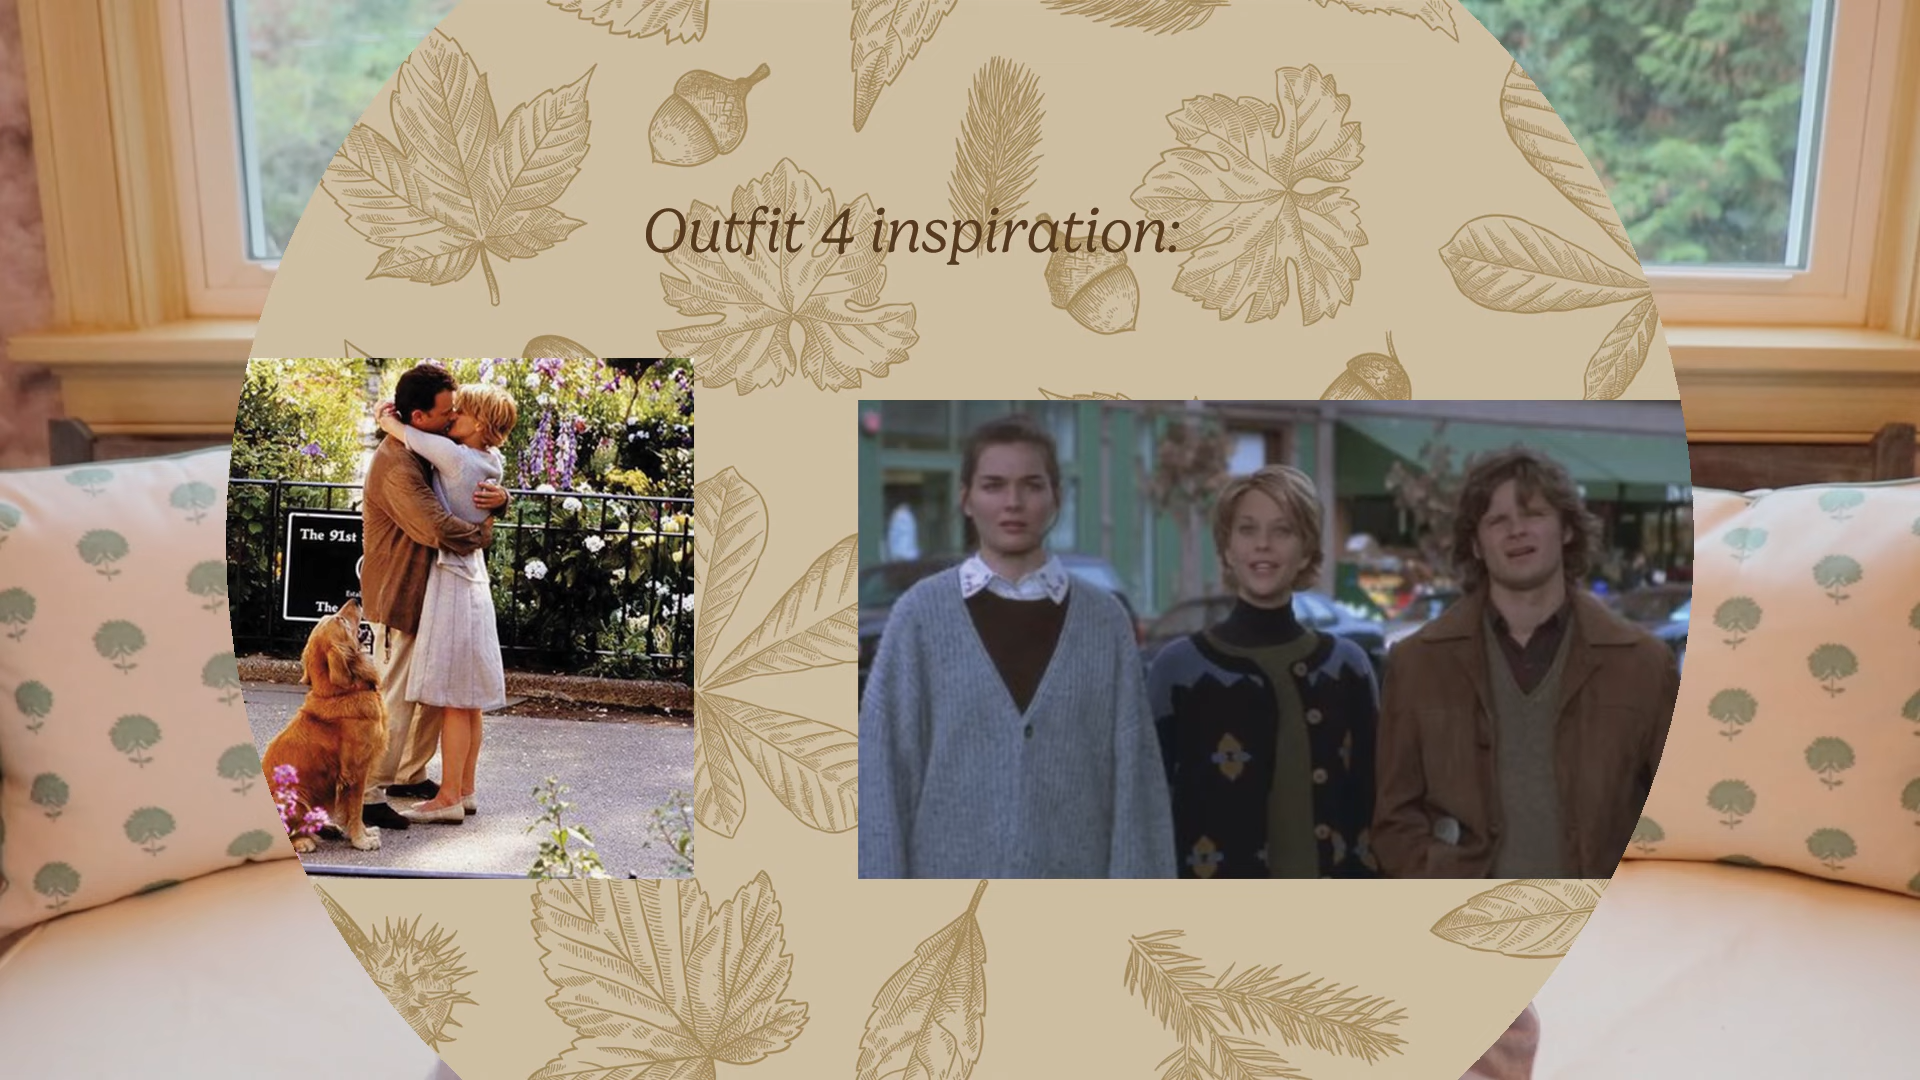 Outfit 4 inspiration:
The 91st
The